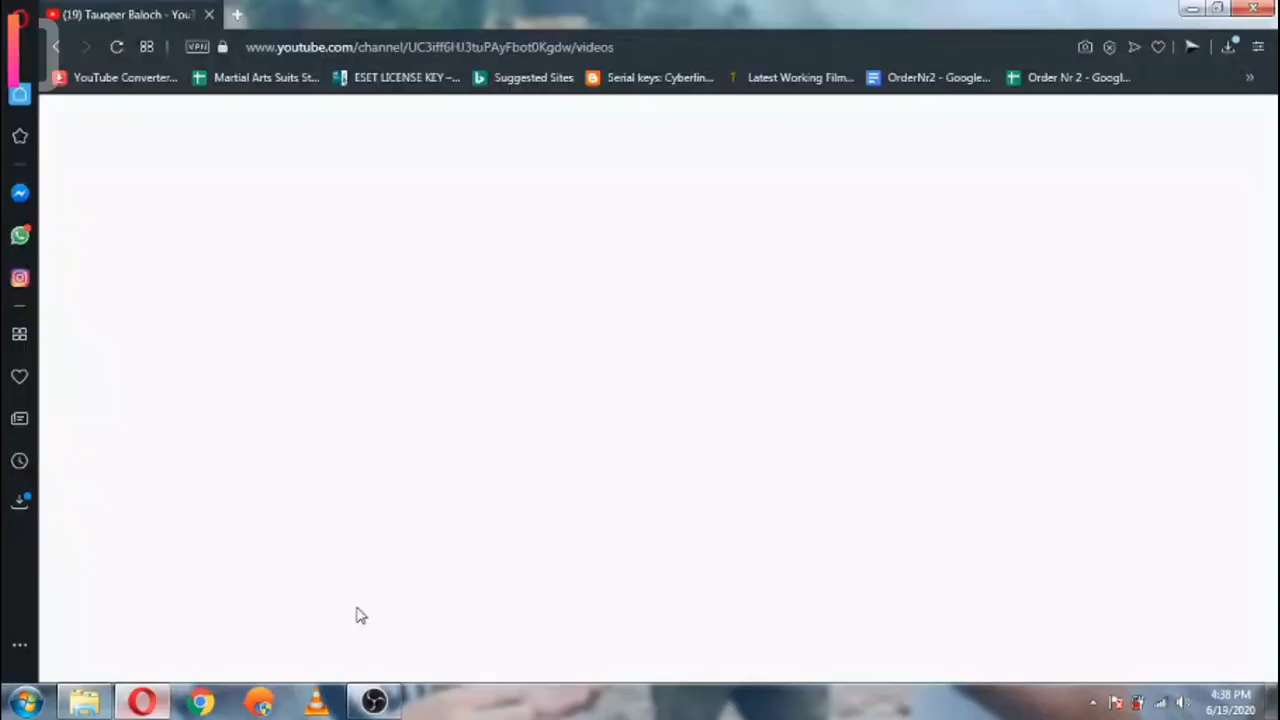 (19) Tauqeer Baloch - YouT
VPN
www.youtube.com/channel/UC3iff6HJ3tuPAyFbot0Kgdw/videos
YouTube Converter...
Martial Arts Suits St...
ESET LICENSE KEY –...
Suggested Sites
Serial keys: Cyberlin...
Latest Working Film...
OrderNr2 - Google...
Order Nr 2 - Googl...
»
4:38 PM
6/19/2020